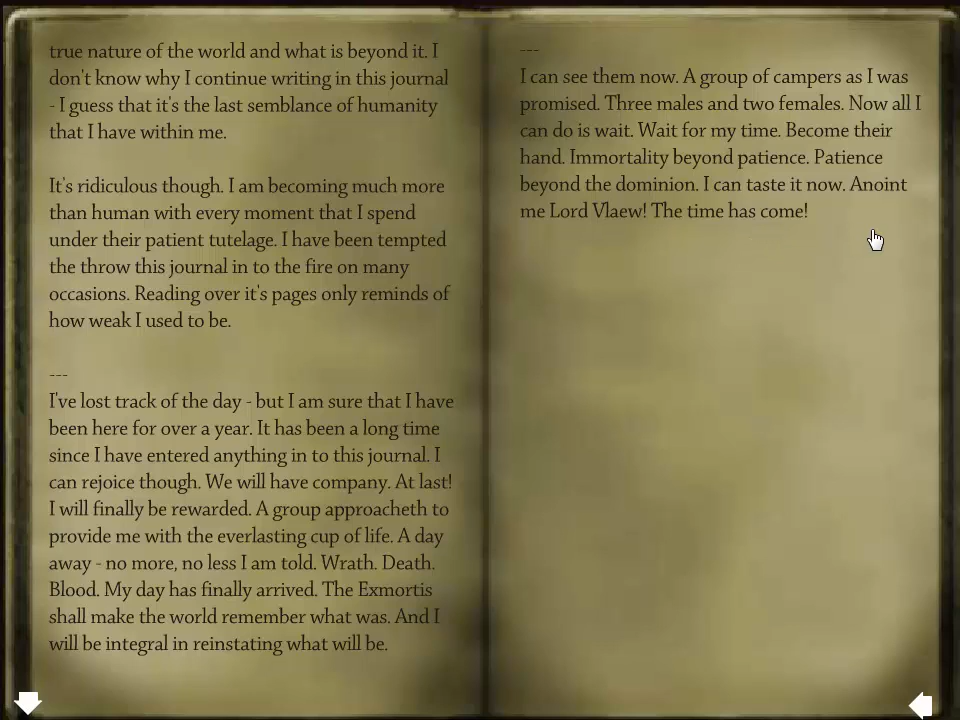 true nature of the world and what is beyond it. I
don't know why I continue writing in this journal
- I guess that it's the last semblance of humanity
that I have within me.
It's ridiculous though. I am becoming much more
than human with every moment that I spend
under their patient tutelage. I have been tempted
the throw this journal in to the fire on many
occasions. Reading over it's pages only reminds of
how weak I used to be.
---
I've lost track of the day - but I am sure that I have
been here for over a year. It has been a long time
since I have entered anything in to this journal. I
can rejoice though. We will have company. At last!
I will finally be rewarded. A group approacheth to
provide me with the everlasting cup of life. A day
away - no more, no less I am told. Wrath. Death.
Blood. My day has finally arrived. The Exmortis
shall make the world remember what was. And I
will be integral in reinstating what will be.
---
I can see them now. A group of campers as I was
promised. Three males and two females. Now all I
can do is wait. Wait for my time. Become their
hand. Immortality beyond patience. Patience
beyond the dominion. I can taste it now. Anoint
me Lord Vlaew! The time has come!